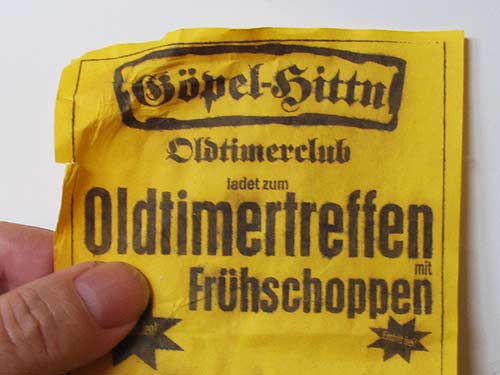 Göpel-Hittn
Oldtimerclub
ladet zum
Oldtimertreffen
mit
Frühschoppen